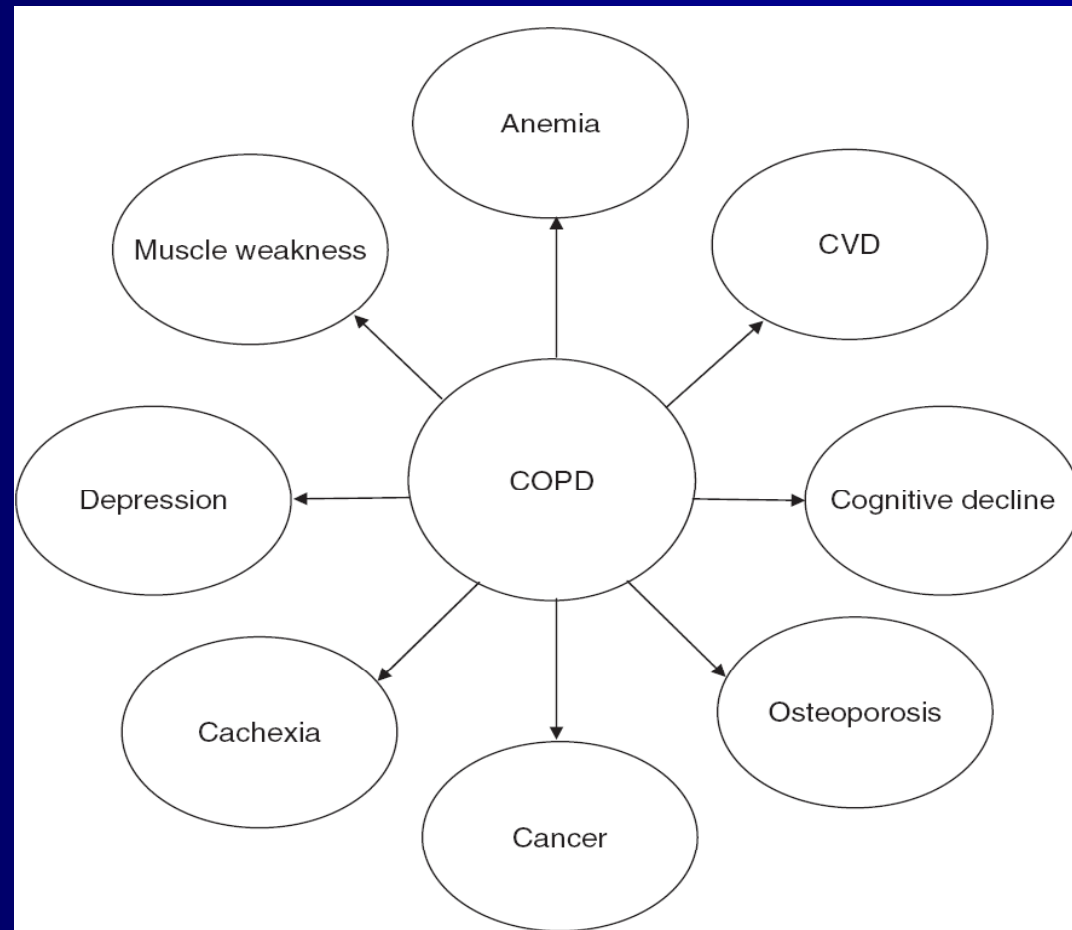 Anemia
Muscle weakness
CVD
COPD
Depression
Cognitive decline
Cachexia
Osteoporosis
Cancer